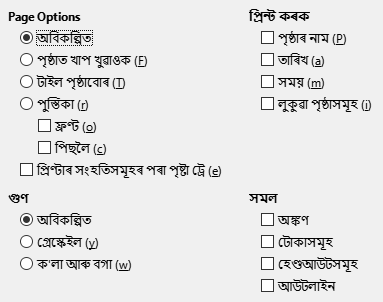 Page Options
অবিকল্পিত
পৃষ্ঠাত খাপ খুৱাওক (F)
টাইল পৃষ্ঠাবোৰ (T)
পুস্তিকা (r)
ফ্ৰণ্ট (o)
পিছলৈ (c)
প্ৰিণ্টাৰ সংহতিসমূহৰ পৰা পৃষ্টা ট্ৰে (e)
প্ৰিন্ট কৰক
পৃষ্ঠাৰ নাম (P)
তাৰিখ (a)
সময় (m)
লুকুৱা পৃষ্ঠাসমূহ (i)
গুণ
অবিকল্পিত
গ্ৰেস্কেইল (y)
ক'লা আৰু বগা (w)
সমল
অঙ্কণ
টোকাসমূহ
হেণ্ডআউটসমূহ
আউটলাইন